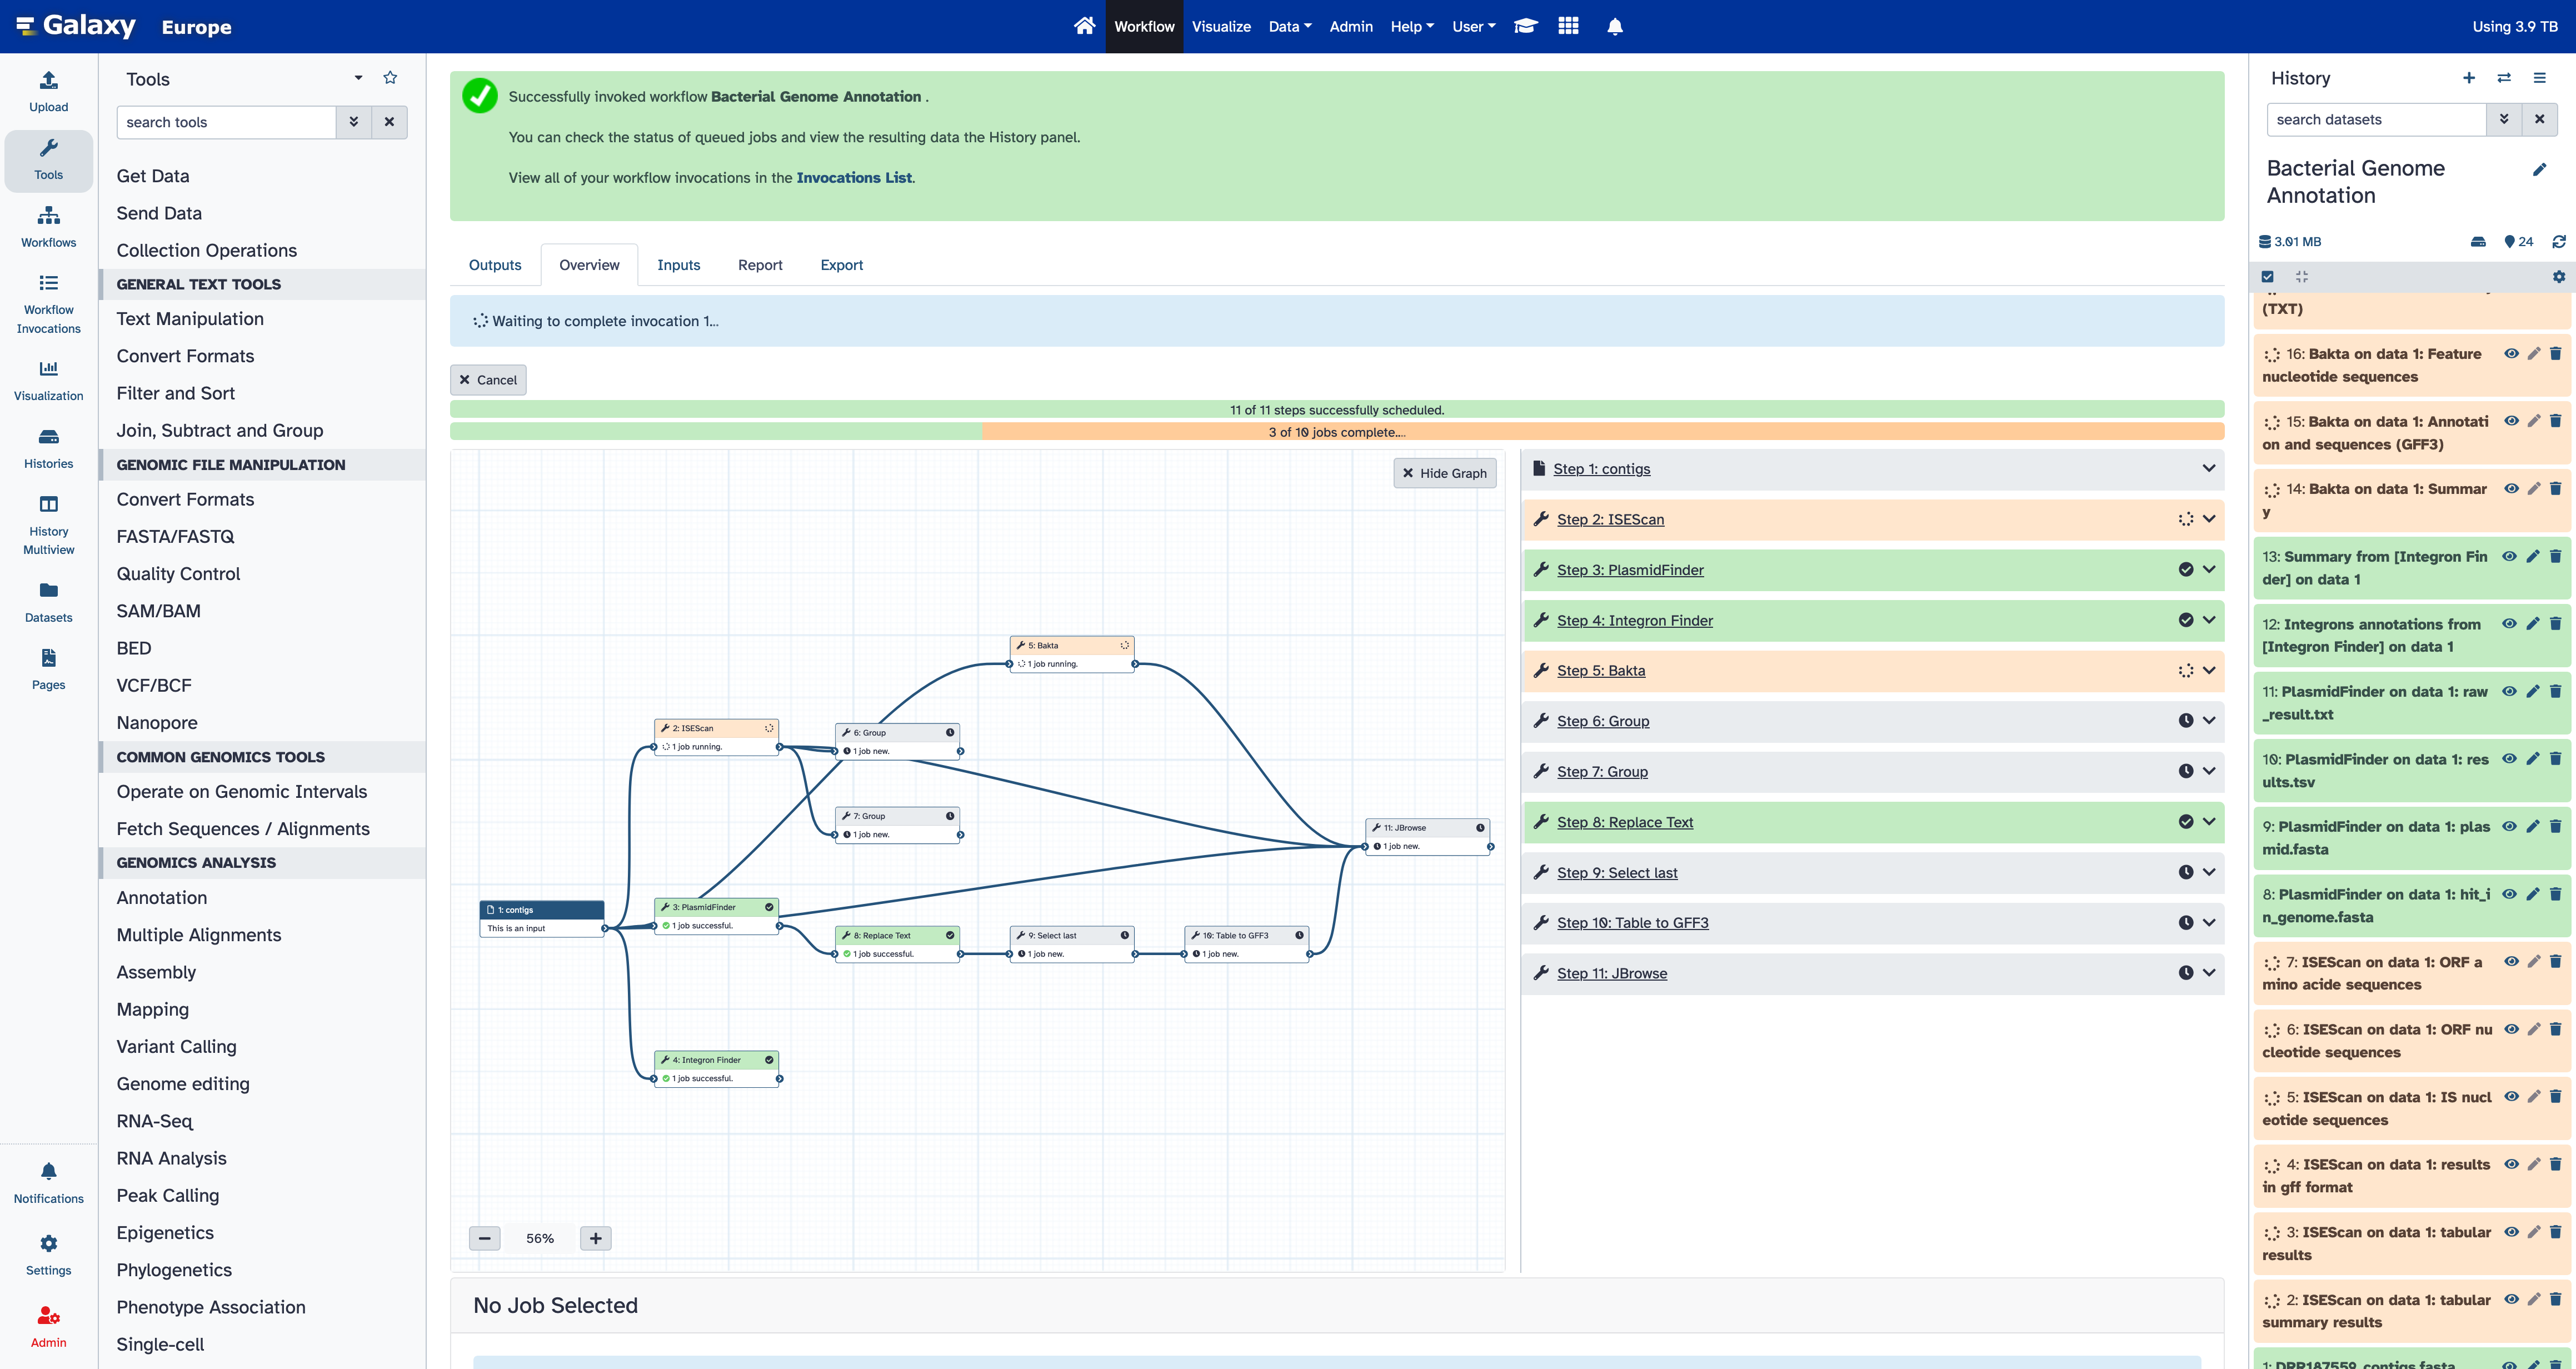 Galaxy Europe
Workflow Visualize Data Admin Help User
Using 3.9 TB
Upload
Tools
Workflows
Workflow
Invocations
Visualization
Histories
History
Multiview
Datasets
Pages
Notifications
Settings
Admin
Tools
search tools
Get Data
Send Data
Collection Operations
GENERAL TEXT TOOLS
Text Manipulation
Convert Formats
Filter and Sort
Join, Subtract and Group
GENOMIC FILE MANIPULATION
Convert Formats
FASTA/FASTQ
Quality Control
SAM/BAM
BED
VCF/BCF
Nanopore
COMMON GENOMICS TOOLS
Operate on Genomic Intervals
Fetch Sequences / Alignments
GENOMICS ANALYSIS
Annotation
Multiple Alignments
Assembly
Mapping
Variant Calling
Genome editing
RNA-Seq
RNA Analysis
Peak Calling
Epigenetics
Phylogenetics
Phenotype Association
Single-cell
Successfully invoked workflow Bacterial Genome Annotation .
You can check the status of queued jobs and view the resulting data the History panel.
View all of your workflow invocations in the Invocations List.
Outputs Overview Inputs Report Export
Waiting to complete invocation 1...
Cancel
11 of 11 steps successfully scheduled.
3 of 10 jobs complete....
Hide Graph
5: Bakta
1 job running.
2: ISEScan
1 job running.
6: Group
1 job new.
7: Group
1 job new.
11: JBrowse
1 job new.
1: contigs
This is an input
3: PlasmidFinder
1 job successful.
8: Replace Text
1 job successful.
9: Select last
1 job new.
10: Table to GFF3
1 job new.
4: Integron Finder
1 job successful.
56%
Step 1: contigs
Step 2: ISEScan
Step 3: PlasmidFinder
Step 4: Integron Finder
Step 5: Bakta
Step 6: Group
Step 7: Group
Step 8: Replace Text
Step 9: Select last
Step 10: Table to GFF3
Step 11: JBrowse
No Job Selected
History
search datasets
Bacterial Genome
Annotation
3.01 MB 24
(TXT)
16: Bakta on data 1: Feature
nucleotide sequences
15: Bakta on data 1: Annotati
on and sequences (GFF3)
14: Bakta on data 1: Summar
y
13: Summary from [Integron Fin
der] on data 1
12: Integrons annotations from
[Integron Finder] on data 1
11: PlasmidFinder on data 1: raw
_result.txt
10: PlasmidFinder on data 1: res
ults.tsv
9: PlasmidFinder on data 1: plas
mid.fasta
8: PlasmidFinder on data 1: hit_i
n_genome.fasta
7: ISEScan on data 1: ORF a
mino acide sequences
6: ISEScan on data 1: ORF nu
cleotide sequences
5: ISEScan on data 1: IS nucl
eotide sequences
4: ISEScan on data 1: results
in gff format
3: ISEScan on data 1: tabular
results
2: ISEScan on data 1: tabular
summary results
1: DRR187559_contigs.fasta